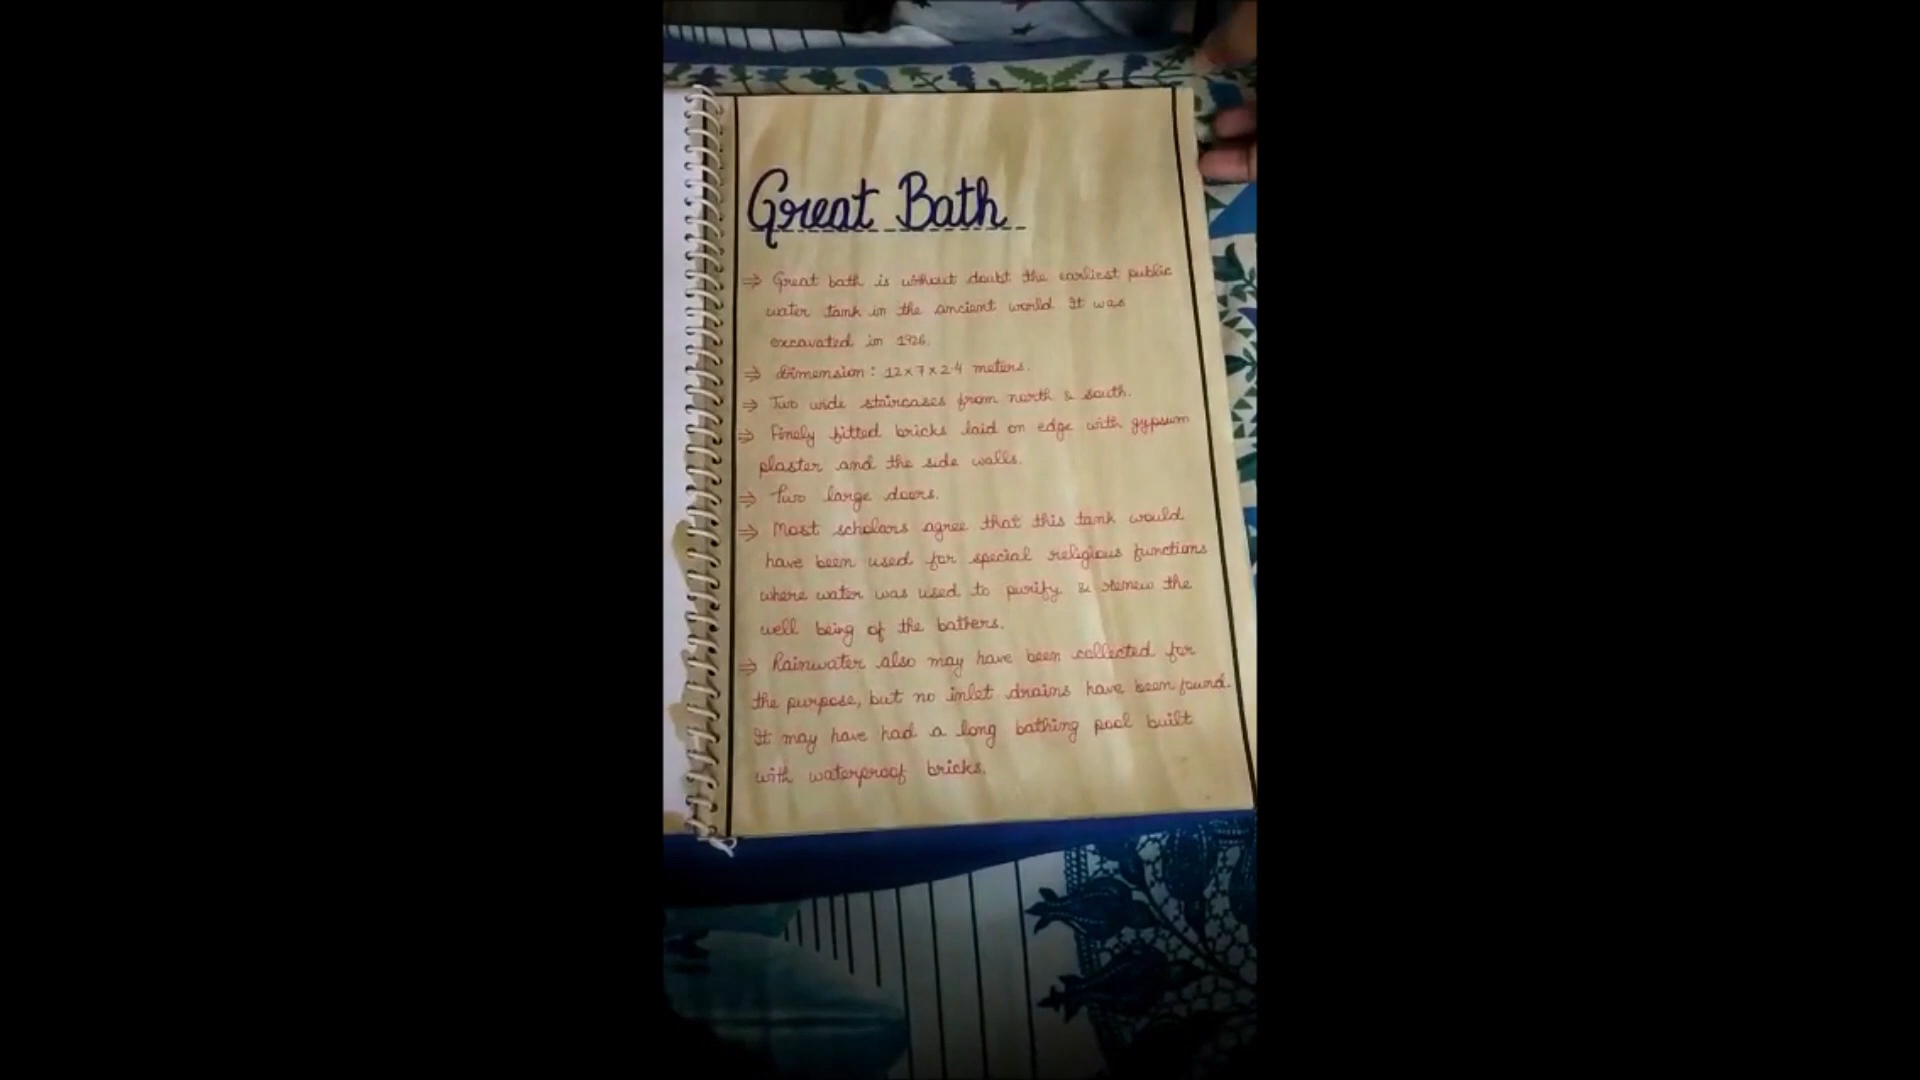 Great Bath
⇒ Great bath is without doubt the earliest public
water tank in the ancient world It was
excavated in 1926.
⇒ Dimension : 12x7x2.4 meters.
⇒ Two wide staircases from north & south.
⇒ Finely fitted bricks laid on edge with gypsum
plaster and the side walls.
⇒ Two large doors.
⇒ Most scholars agree that this tank would
have been used for special religious functions
where water was used to purify & renew the
well being of the bathers.
⇒ Rainwater also may have been collected for
the purpose, but no inlet drains have been found.
It may have had a long bathing pool built
with waterproof bricks.